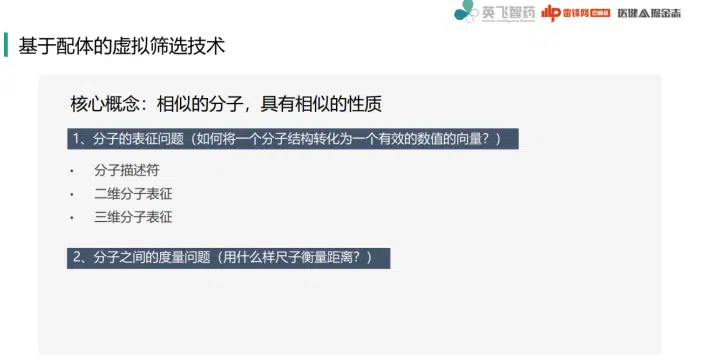 英飞智药 雷锋网 医健AI掘金志
基于配体的虚拟筛选技术
核心概念：相似的分子，具有相似的性质
1、分子的表征问题（如何将一个分子结构转化为一个有效的数值的向量？）
• 分子描述符
• 二维分子表征
• 三维分子表征
2、分子之间的度量问题（用什么样尺子衡量距离？）